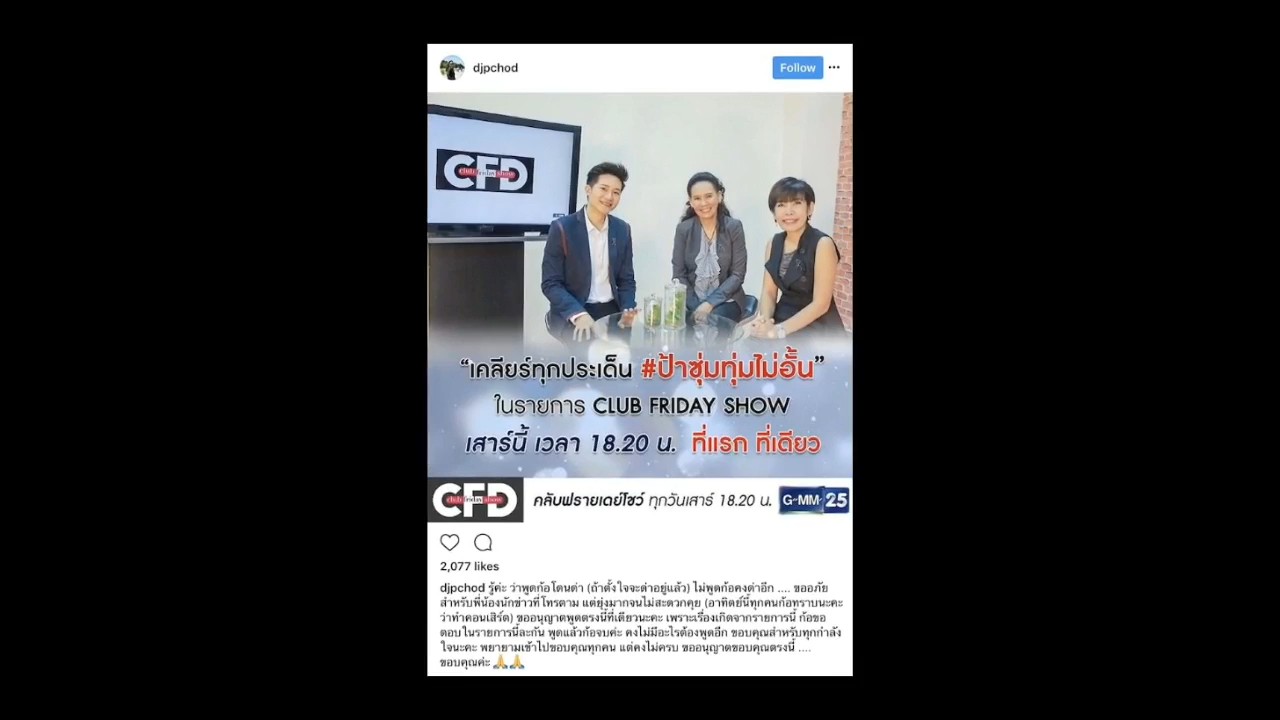 djpchod
Follow
CFD
club friday show
“เคลียร์ทุกประเด็น #ป้าซุ่มทุ่มไม่อั้น”
ในรายการ CLUB FRIDAY SHOW
เสาร์นี้ เวลา 18.20 น. ที่แรก ที่เดียว
CFD
club friday show
คลับฟรายเดย์โชว์ ทุกวันเสาร์ 18.20 น.
G-MM 25
2,077 likes
djpchod รู้ค่ะ ว่าพูดก้อโดนด่า (ถ้าตั้งใจจะด่าอยู่แล้ว) ไม่พูดก้อคงด่าอีก .... ขออภัย
สำหรับพี่น้องนักข่าวที่โทรตาม แต่ยุ่งมากจนไม่สะดวกคุย (อาทิตย์นี้ทุกคนก้อทราบนะคะ
ว่าทำคอนเสิร์ต) ขออนุญาตพูดตรงนี้ที่เดียวนะคะ เพราะเรื่องเกิดจากรายการนี้ ก้อขอ
ตอบในรายการนี้ละกัน พูดแล้วก้อจบค่ะ คงไม่มีอะไรต้องพูดอีก ขอบคุณสำหรับทุกกำลัง
ใจนะคะ พยายามเข้าไปขอบคุณทุกคน แต่คงไม่ครบ ขออนุญาตขอบคุณตรงนี้ ....
ขอบคุณค่ะ 🙏🙏